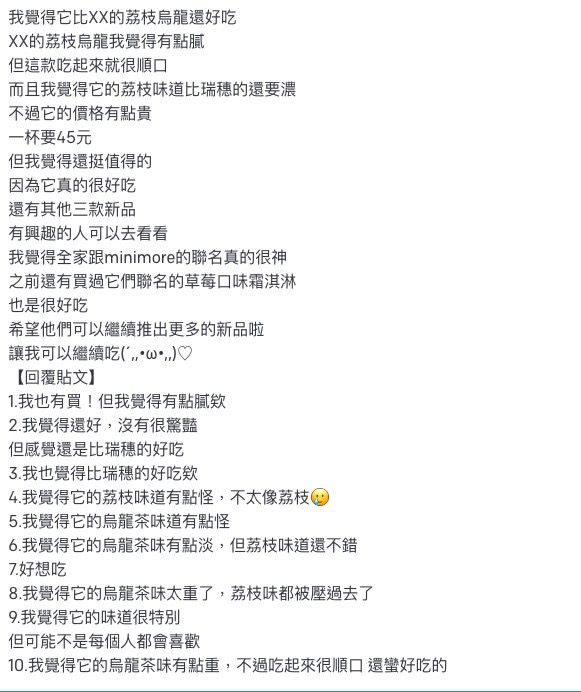 我覺得它比XX的荔枝烏龍還好吃
XX的荔枝烏龍我覺得有點膩
但這款吃起來就很順口
而且我覺得它的荔枝味道比瑞穗的還要濃
不過它的價格有點貴
一杯要45元
但我覺得還挺值得的
因為它真的很好吃
還有其他三款新品
有興趣的人可以去看看
我覺得全家跟minimore的聯名真的很神
之前還有買過它們聯名的草莓口味霜淇淋
也是很好吃
希望他們可以繼續推出更多的新品啦
讓我可以繼續吃(´,,•ω•,,)♡
【回覆貼文】
1.我也有買！但我覺得有點膩欸
2.我覺得還好，沒有很驚豔
但感覺還是比瑞穗的好吃
3.我也覺得比瑞穗的好吃欸
4.我覺得它的荔枝味道有點怪，不太像荔枝🥲
5.我覺得它的烏龍茶味道有點怪
6.我覺得它的烏龍茶味有點淡，但荔枝味道還不錯
7.好想吃
8.我覺得它的烏龍茶味太重了，荔枝味都被壓過去了
9.我覺得它的味道很特別
但可能不是每個人都會喜歡
10.我覺得它的烏龍茶味有點重，不過吃起來很順口 還蠻好吃的